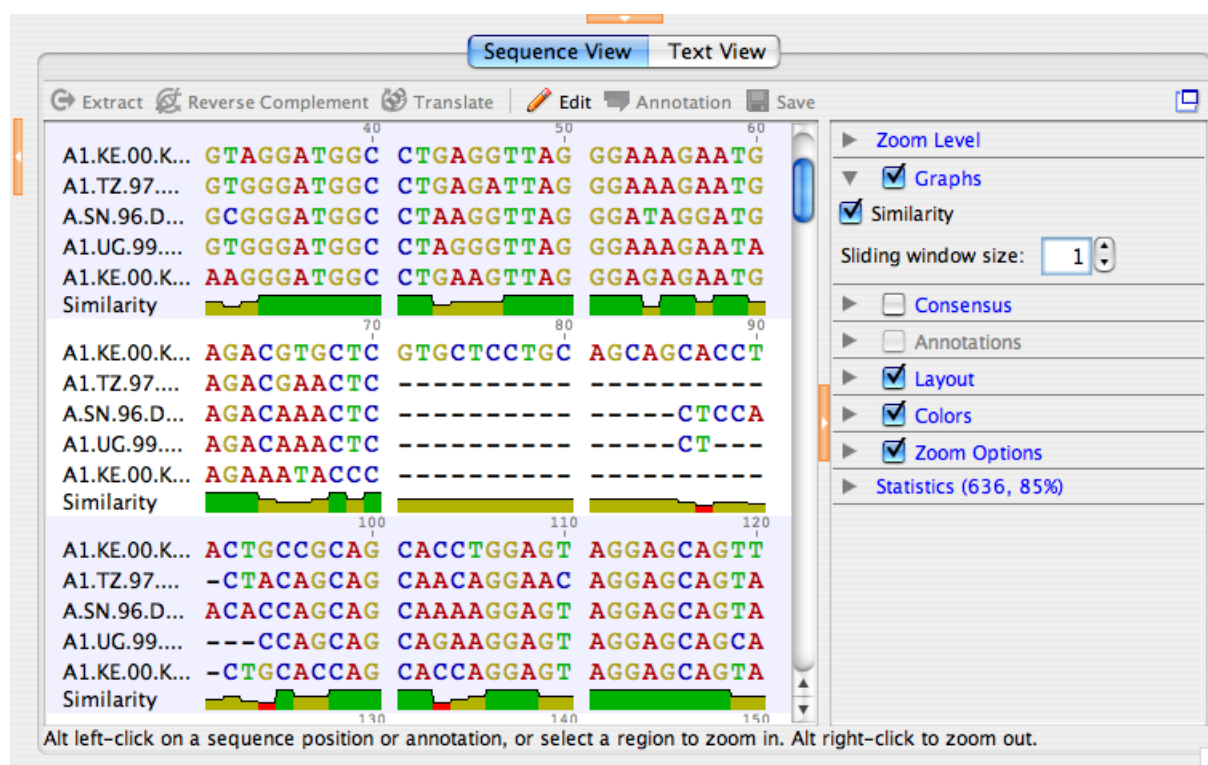 Sequence View Text View
Extract Reverse Complement Translate Edit Annotation Save
40 50 60
A1.KE.00.K... GTAGGATGGC CTGAGGTTAG GGAAAGAATG
A1.TZ.97.... GTGGGATGGC CTGAGATTAG GGAAAGAATG
A.SN.96.D... GCGGGATGGC CTAAGGTTAG GGATAGGATG
A1.UG.99.... GTGGGATGGC CTAGGGTTAG GGAAAGAATA
A1.KE.00.K... AAGGGATGGC CTGAAGTTAG GGAGAGAATG
Similarity
70 80 90
A1.KE.00.K... AGACGTGCTC GTGCTCCTGC AGCAGCACCT
A1.TZ.97.... AGACGAACTC ---------- ----------
A.SN.96.D... AGACAAACTC ---------- -----CTCCA
A1.UG.99.... AGACAAACTC ---------- -----CT---
A1.KE.00.K... AGAAATACCC ---------- ----------
Similarity
100 110 120
A1.KE.00.K... ACTGCCGCAG CACCTGGAGT AGGAGCAGTT
A1.TZ.97.... -CTACAGCAG CAACAGGAAC AGGAGCAGTA
A.SN.96.D... ACACCAGCAG CAAAAGGAGT AGGAGCAGTA
A1.UG.99.... ---CCAGCAG CAGAAGGAGT AGGAGCAGCA
A1.KE.00.K... -CTGCACCAG CACCAGGAGT AGGAGCAGTA
Similarity
130 140 150
Zoom Level
Graphs
Similarity
Sliding window size: 1
Consensus
Annotations
Layout
Colors
Zoom Options
Statistics (636, 85%)
Alt left-click on a sequence position or annotation, or select a region to zoom in. Alt right-click to zoom out.